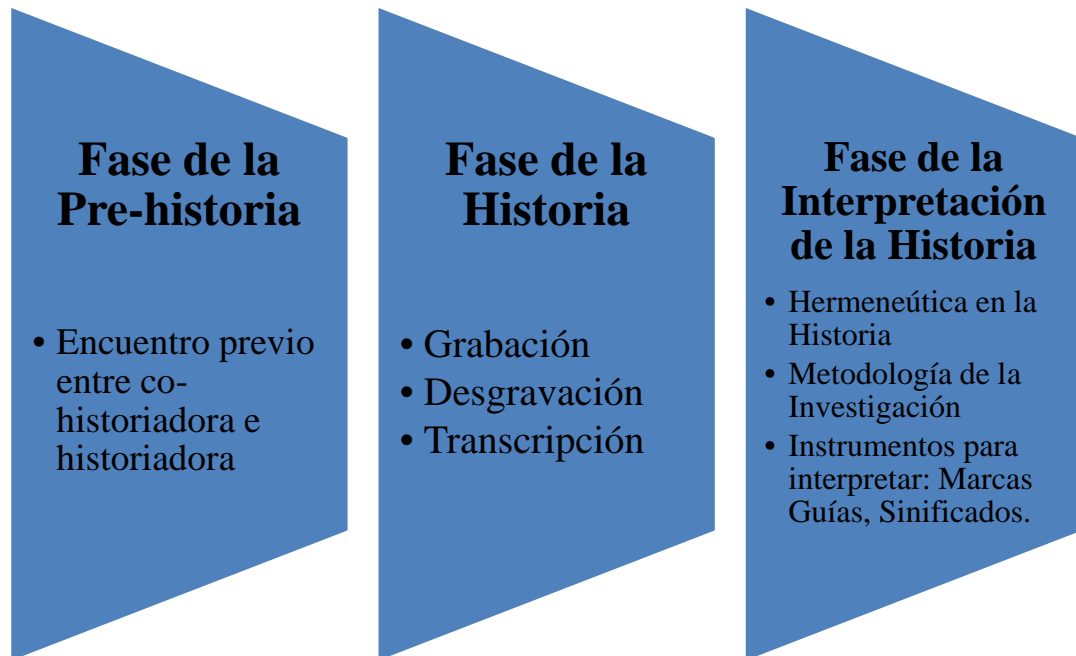 Fase de la
Pre-historia
• Encuentro previo
entre co-
historiadora e
historiadora
Fase de la
Historia
• Grabación
• Desgravación
• Transcripción
Fase de la
Interpretación
de la Historia
• Hermeneútica en la
Historia
• Metodología de la
Investigación
• Instrumentos para
interpretar: Marcas
Guías, Sinificados.